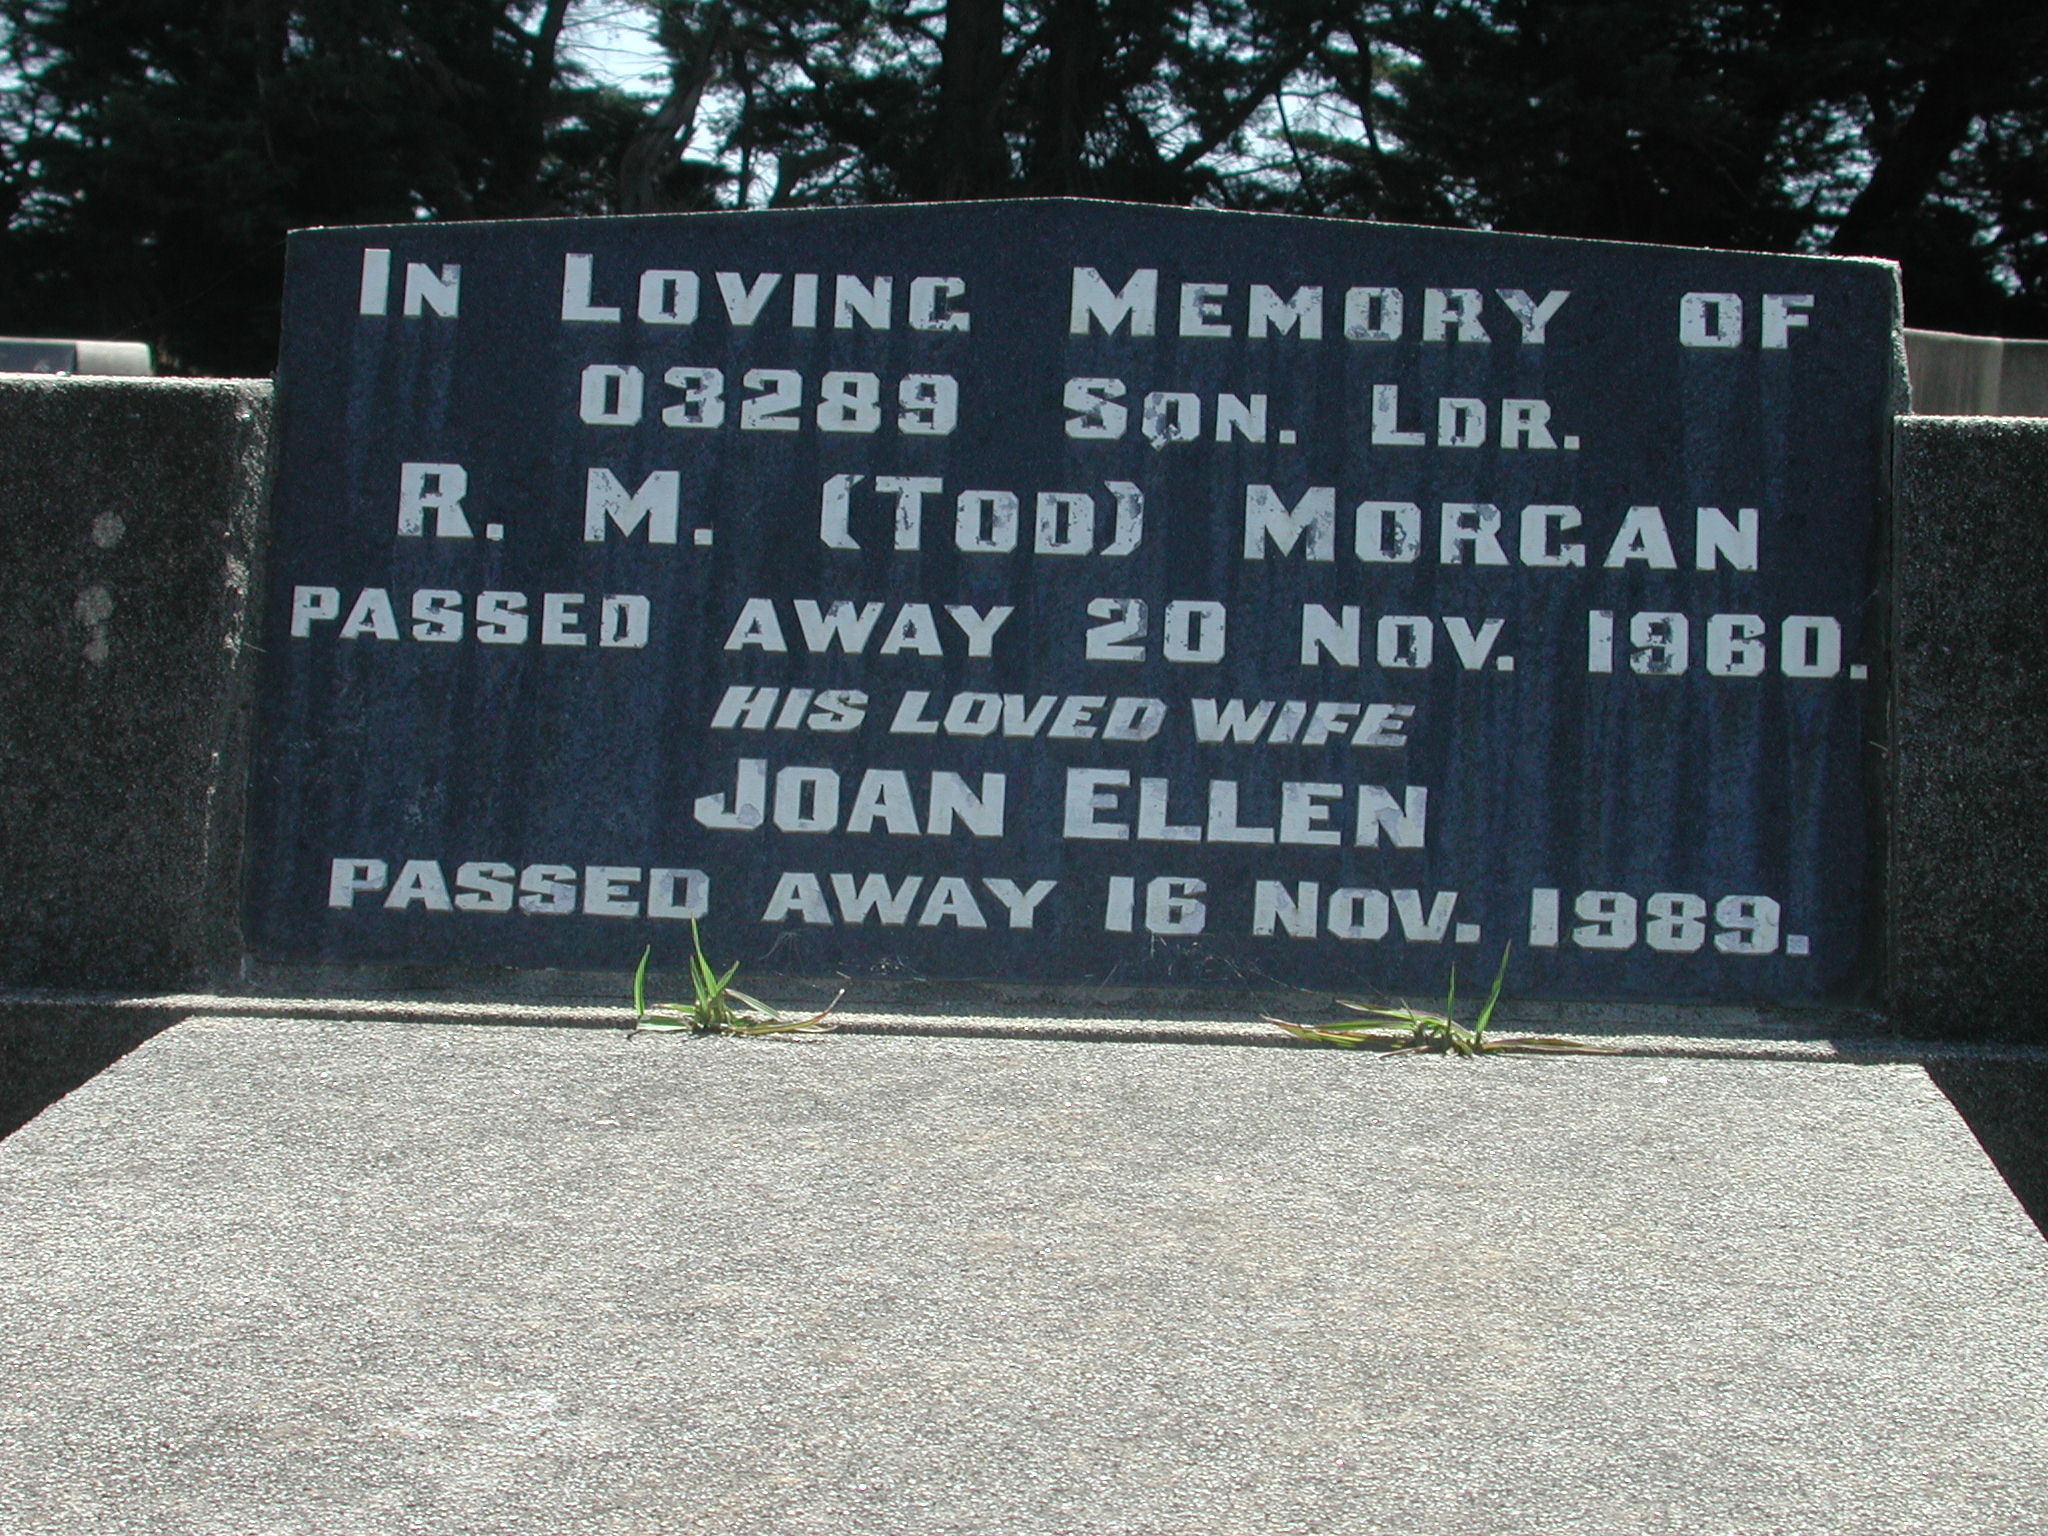 IN LOVING MEMORY OF
03289 SQN. LDR.
R. M. (TOD) MORGAN
PASSED AWAY 20 NOV. 1960.
HIS LOVED WIFE
JOAN ELLEN
PASSED AWAY 16 NOV. 1989.